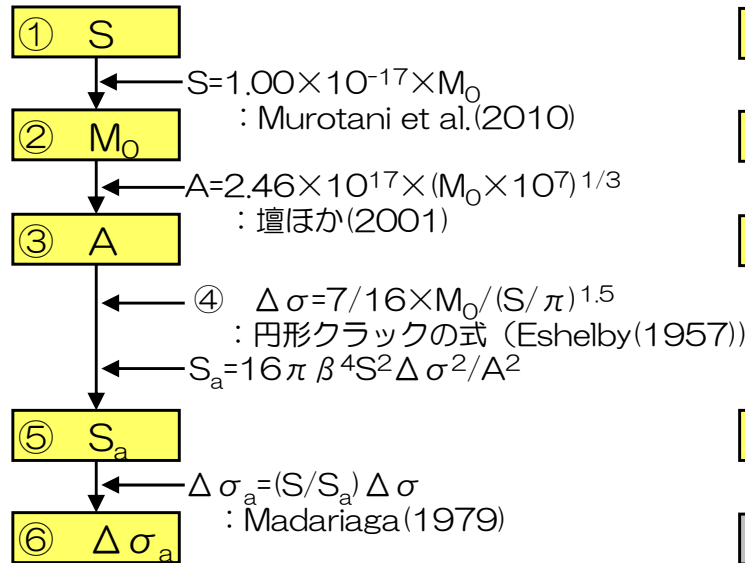 ① S
S=1.00×10⁻¹⁷×M₀
：Murotani et al.(2010)
② M₀
A=2.46×10¹⁷×(M₀×10⁷)¹/³
：壇ほか(2001)
③ A
④ Δσ=7/16×M₀/(S/π)¹·⁵
：円形クラックの式（Eshelby(1957)）
Sₐ=16πβ⁴S²Δσ²/A²
⑤ Sₐ
Δσₐ=(S/Sₐ)Δσ
：Madariaga(1979)
⑥ Δσₐ